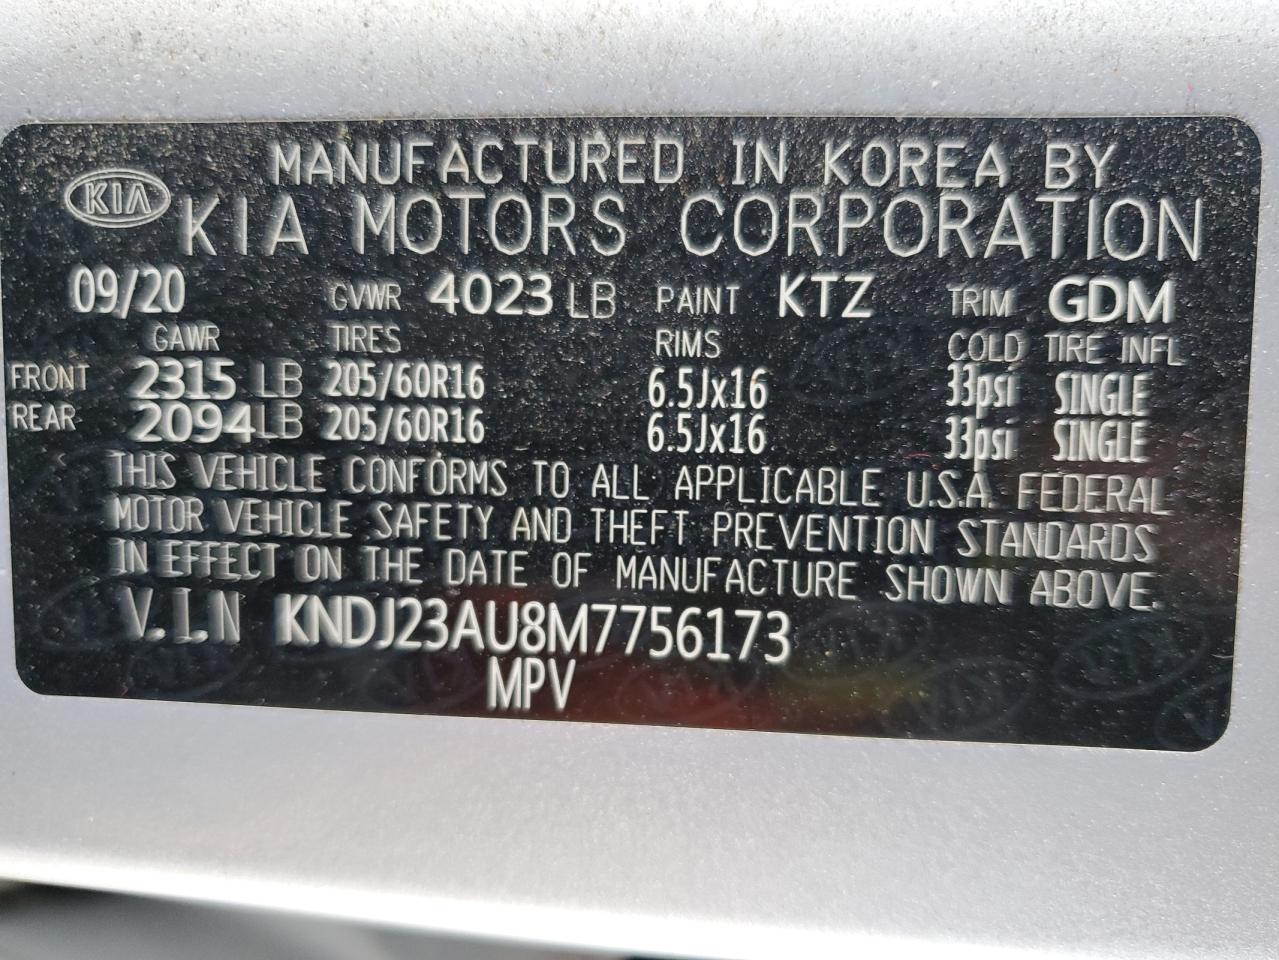 MANUFACTURED IN KOREA BY
KIA KIA MOTORS CORPORATION
09/20 GVWR 4023 LB PAINT KTZ TRIM GDM
GAWR TIRES RIMS COLD TIRE INFL
FRONT 2315 LB 205/60R16 6.5Jx16 33psi SINGLE
REAR 2094 LB 205/60R16 6.5Jx16 33psi SINGLE
THIS VEHICLE CONFORMS TO ALL APPLICABLE U.S.A. FEDERAL
MOTOR VEHICLE SAFETY AND THEFT PREVENTION STANDARDS
IN EFFECT ON THE DATE OF MANUFACTURE SHOWN ABOVE.
V.I.N KNDJ23AU8M7756173
MPV